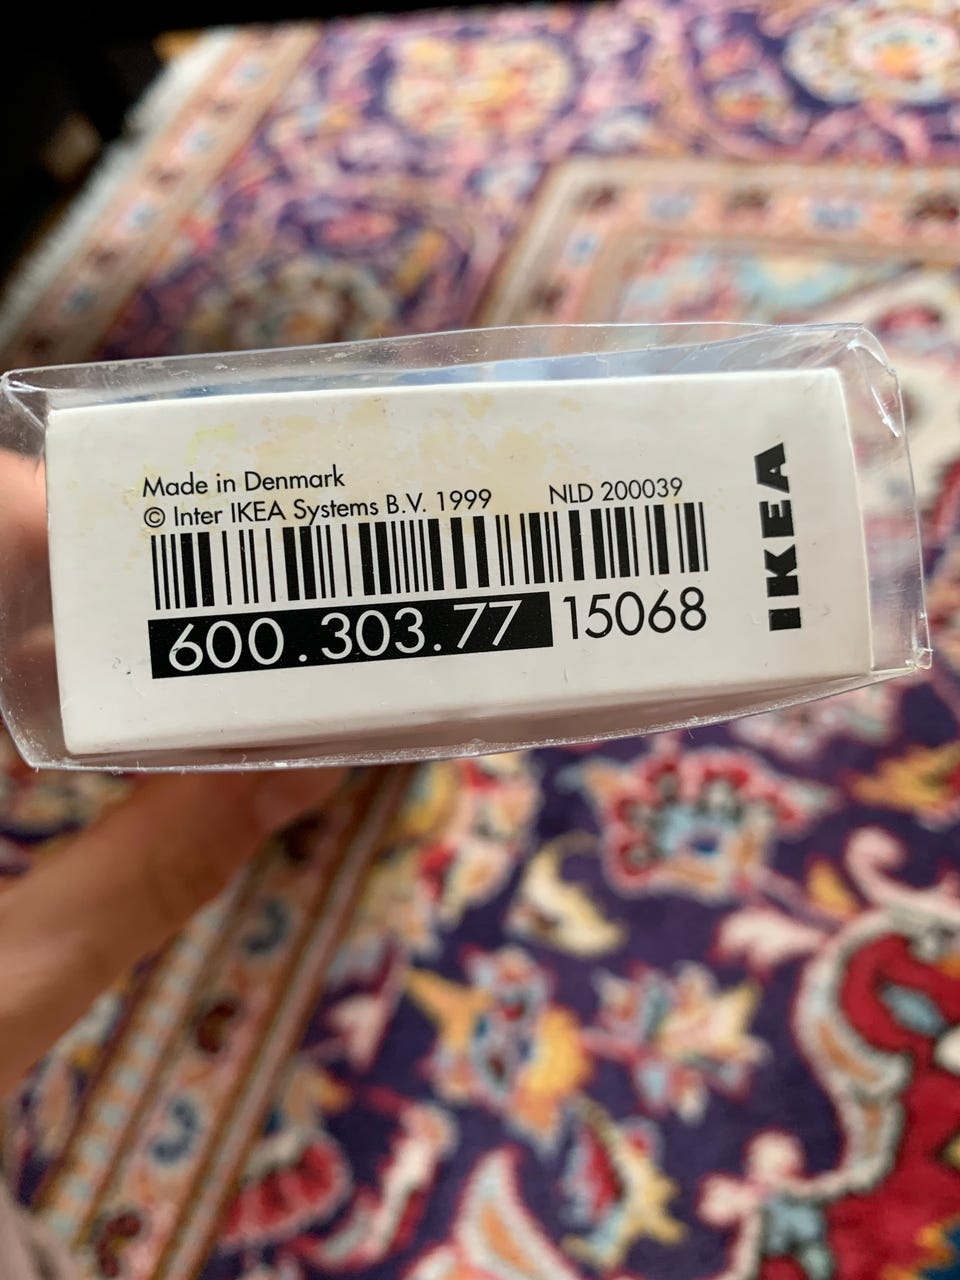 Made in Denmark
© Inter IKEA Systems B.V. 1999 NLD 200039
600.303.77 15068
IKEA